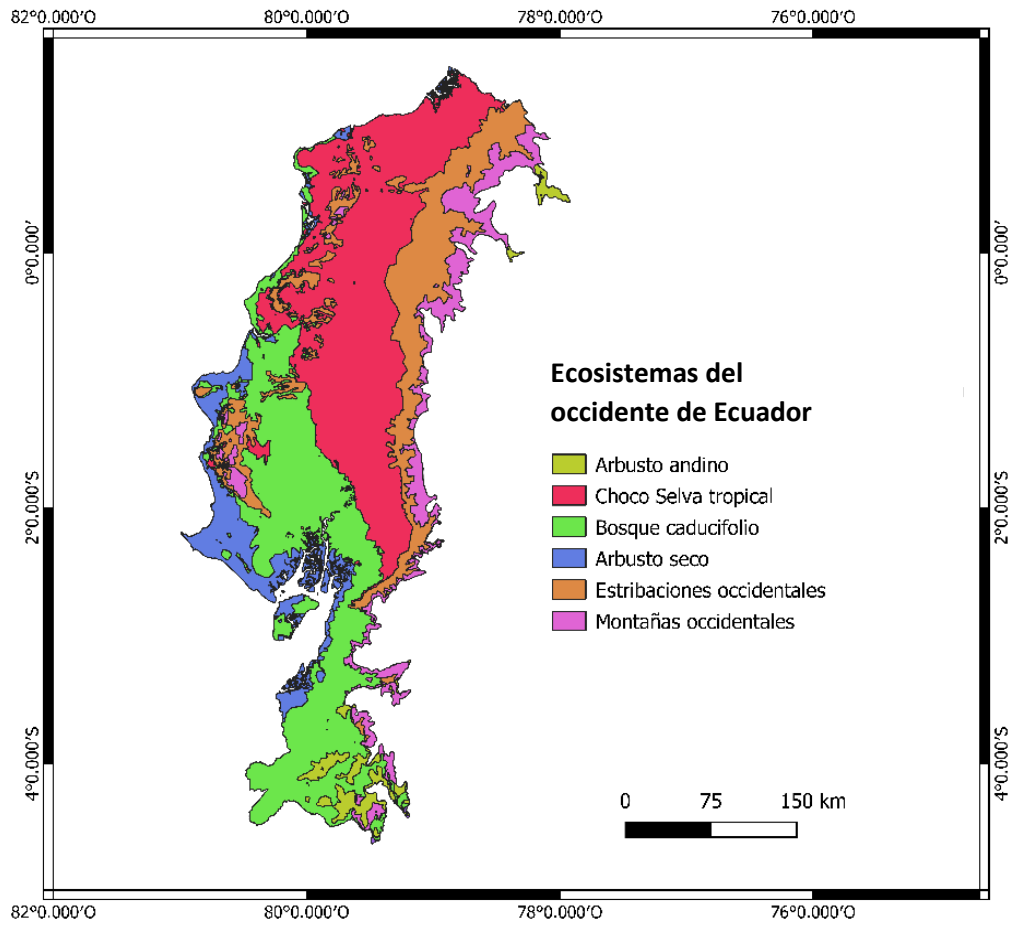 82°0.000'O 80°0.000'O 78°0.000'O 76°0.000'O
0°0.000'
0°0.000'
Ecosistemas del
occidente de Ecuador
Arbusto andino
Choco Selva tropical
Bosque caducifolio
Arbusto seco
Estribaciones occidentales
Montañas occidentales
2°0.000'S
2°0.000'S
4°0.000'S
4°0.000'S
0 75 150 km
82°0.000'O 80°0.000'O 78°0.000'O 76°0.000'O